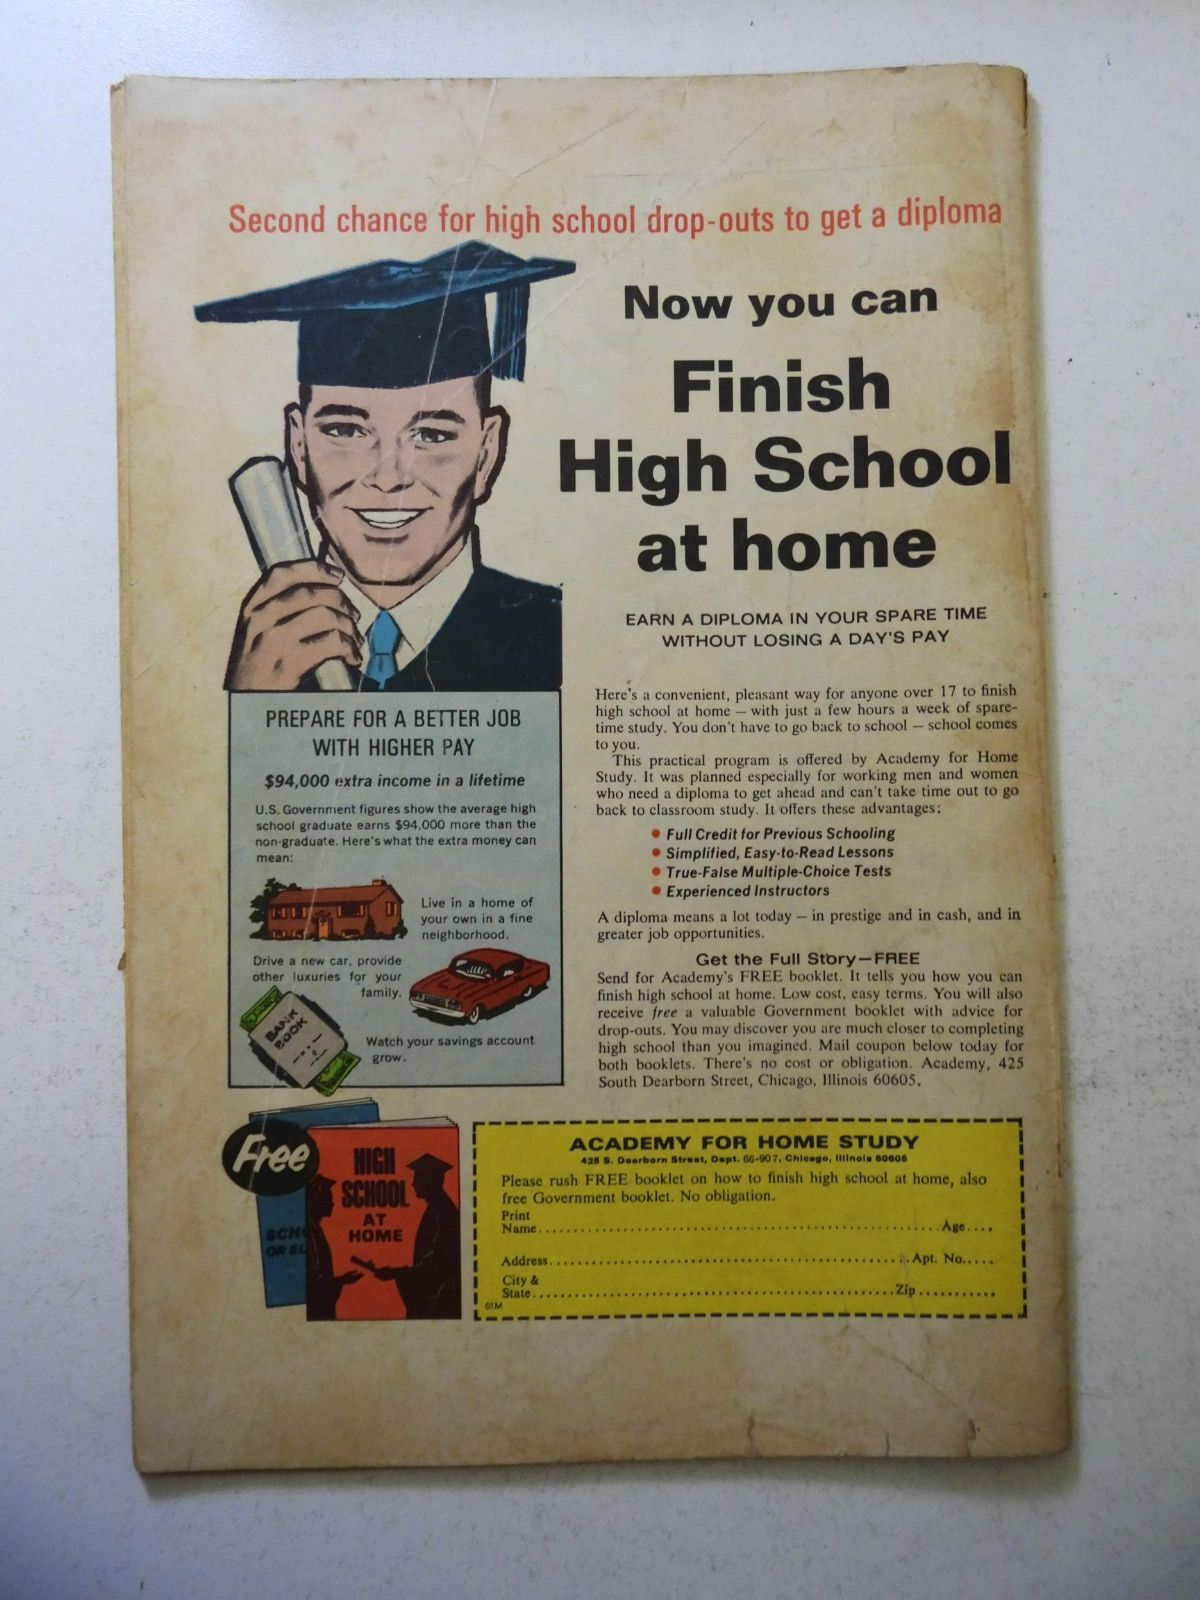 Second chance for high school drop-outs to get a diploma
Now you can
Finish
High School
at home
EARN A DIPLOMA IN YOUR SPARE TIME
WITHOUT LOSING A DAY'S PAY
PREPARE FOR A BETTER JOB
WITH HIGHER PAY
$94,000 extra income in a lifetime
U.S. Government figures show the average high
school graduate earns $94,000 more than the
non-graduate. Here's what the extra money can
mean:
Live in a home of
your own in a fine
neighborhood.
Drive a new car, provide
other luxuries for your
family.
BANK
BOOK
Watch your savings account
grow.
Here's a convenient, pleasant way for anyone over 17 to finish
high school at home — with just a few hours a week of spare-
time study. You don't have to go back to school — school comes
to you.
This practical program is offered by Academy for Home
Study. It was planned especially for working men and women
who need a diploma to get ahead and can't take time out to go
back to classroom study. It offers these advantages:
• Full Credit for Previous Schooling
• Simplified, Easy-to-Read Lessons
• True-False Multiple-Choice Tests
• Experienced Instructors
A diploma means a lot today — in prestige and in cash, and in
greater job opportunities.
Get the Full Story—FREE
Send for Academy's FREE booklet. It tells you how you can
finish high school at home. Low cost, easy terms. You will also
receive free a valuable Government booklet with advice for
drop-outs. You may discover you are much closer to completing
high school than you imagined. Mail coupon below today for
both booklets. There's no cost or obligation. Academy, 425
South Dearborn Street, Chicago, Illinois 60605.
Free
HIGH
SCHOOL
AT
HOME
OR
ACADEMY FOR HOME STUDY
425 S. Dearborn Street, Dept. 66-907, Chicago, Illinois 60605
Please rush FREE booklet on how to finish high school at home, also
free Government booklet. No obligation.
Print
Name Age
Address Apt. No.
City &
State Zip
01M